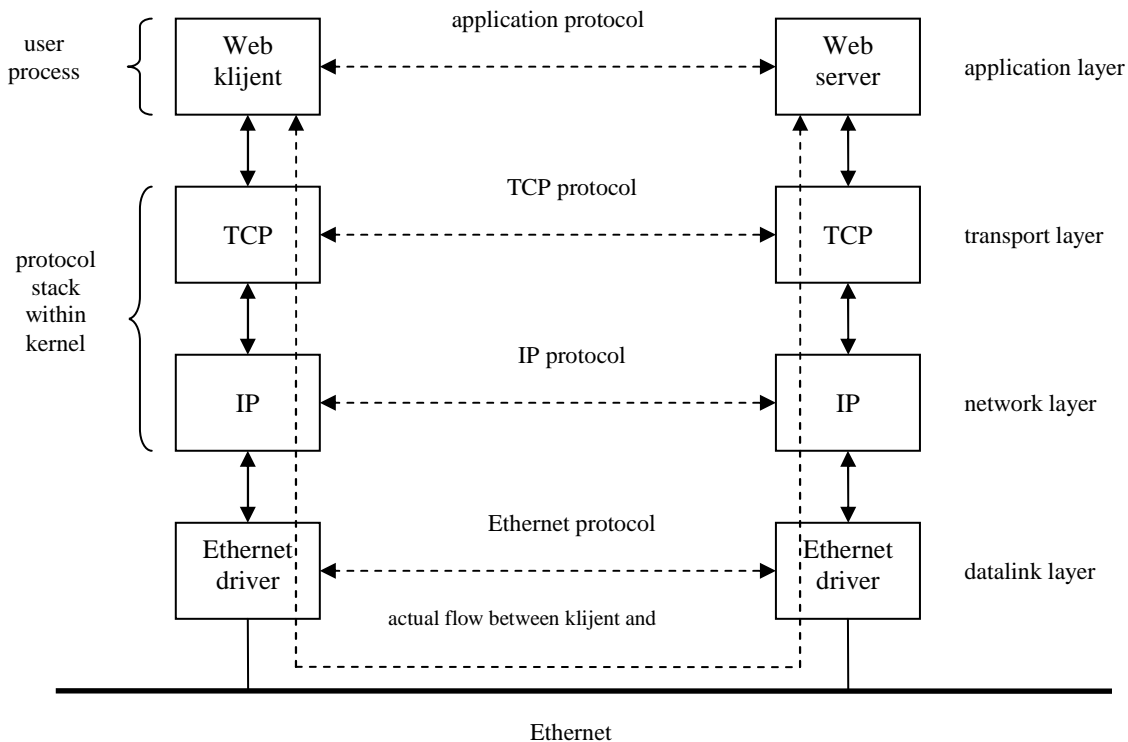 application protocol
user
process
Web
klijent
Web
server
application layer
TCP protocol
TCP
TCP
transport layer
protocol
stack
within
kernel
IP protocol
IP
IP
network layer
Ethernet protocol
Ethernet
driver
Ethernet
driver
datalink layer
actual flow between klijent and
Ethernet